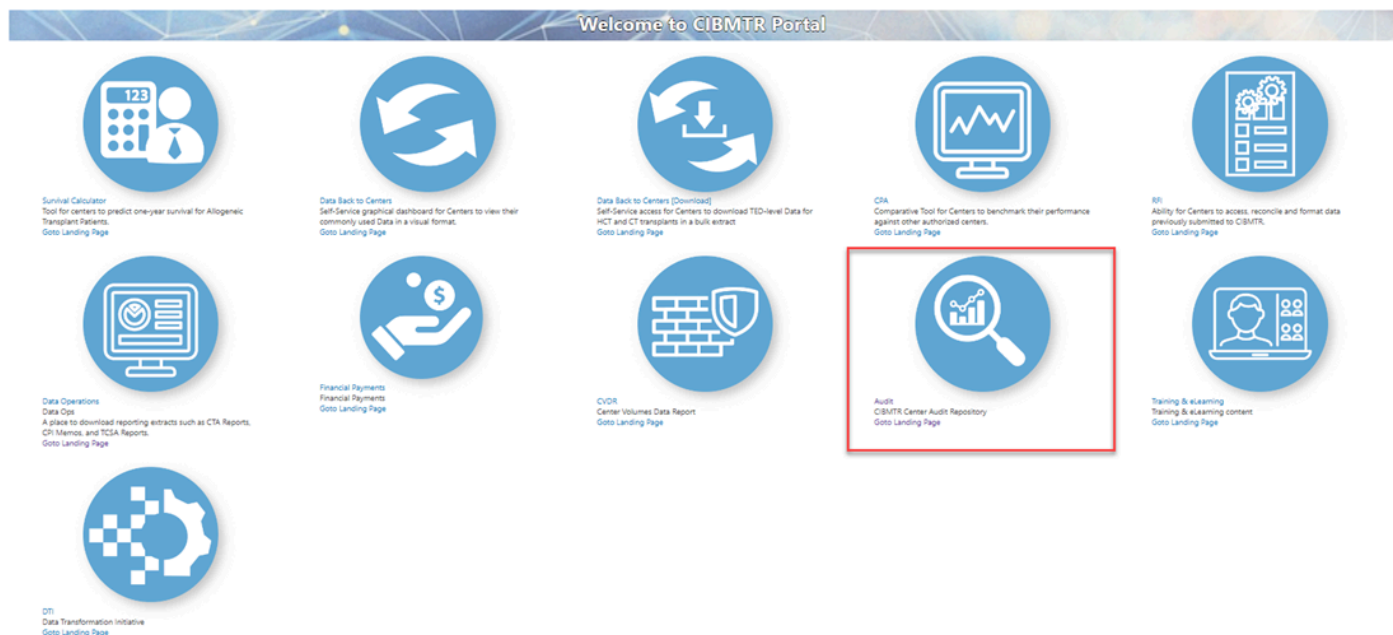 Welcome to CIBMTR Portal
123
Survival Calculator
Tool for centers to predict one-year survival for Allogeneic
Transplant Patients.
Goto Landing Page
Data Back to Centers
Self-Service graphical dashboard for Centers to view their
commonly used Data in a visual format.
Goto Landing Page
Data Back to Centers [Download]
Self-Service access for Centers to download TED-level Data for
HCT and CT transplants in a bulk extract
Goto Landing Page
CPA
Comparative Tool for Centers to benchmark their performance
against other authorized centers.
Goto Landing Page
RFI
Ability for Centers to access, reconcile and format data
previously submitted to CIBMTR.
Goto Landing Page
Data Operations
Data Ops
A place to download reporting extracts such as CTA Reports,
CPI Memos, and TCSA Reports.
Goto Landing Page
$
Financial Payments
Financial Payments
Goto Landing Page
CVDR
Center Volumes Data Report
Goto Landing Page
Audit
CIBMTR Center Audit Repository
Goto Landing Page
Training & eLearning
Training & eLearning content
Goto Landing Page
DTI
Data Transformation Initiative
Goto Landing Page